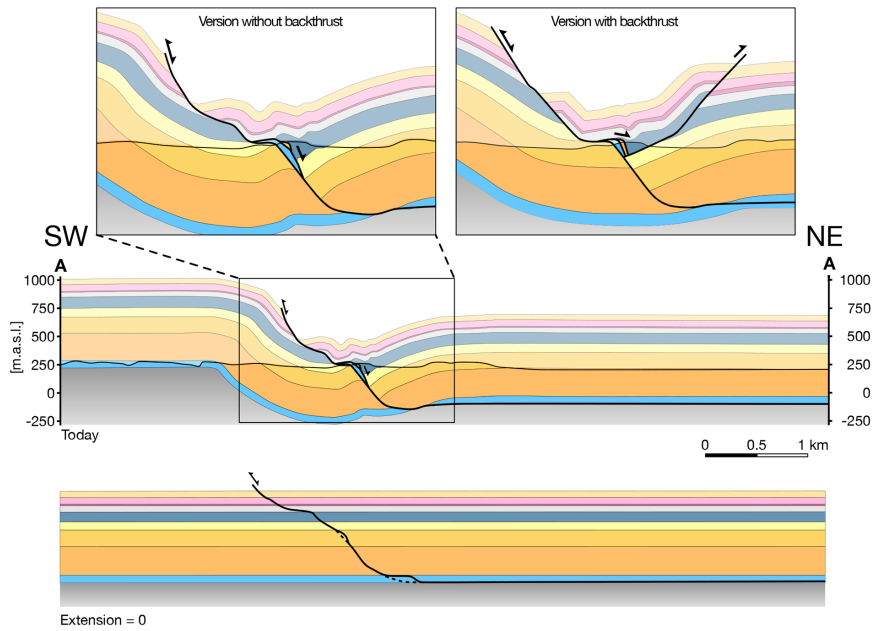 Version without backthrust
Version with backthrust
SW
NE
A
A
1000
750
500
250
0
-250
[m.a.s.l.]
1000
750
500
250
0
-250
Today
0 0.5 1 km
Extension = 0